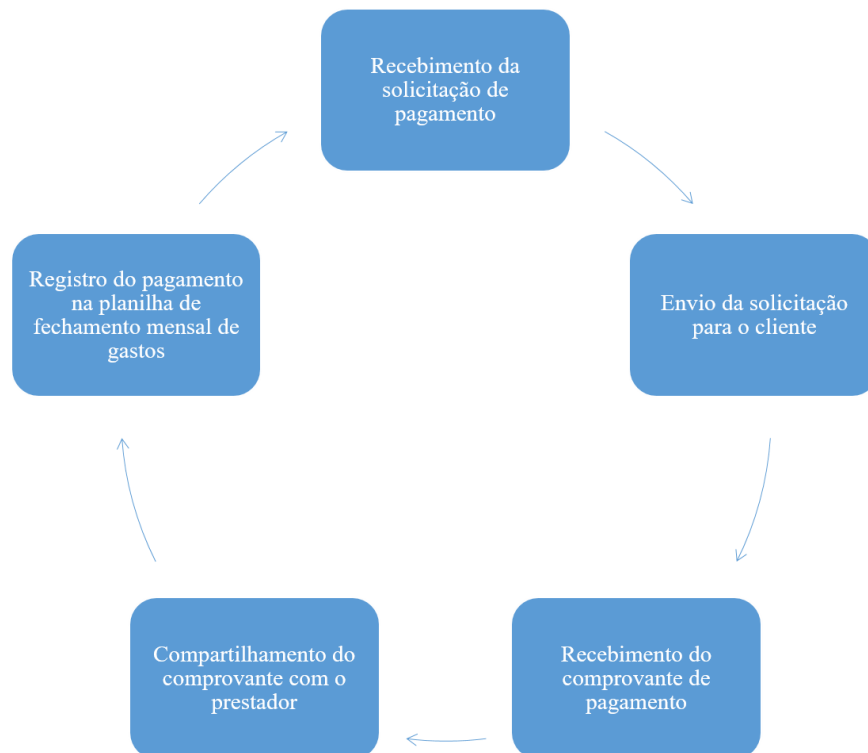 Recebimento da
solicitação de
pagamento
Envio da solicitação
para o cliente
Recebimento do
comprovante de
pagamento
Compartilhamento do
comprovante com o
prestador
Registro do pagamento
na planilha de
fechamento mensal de
gastos